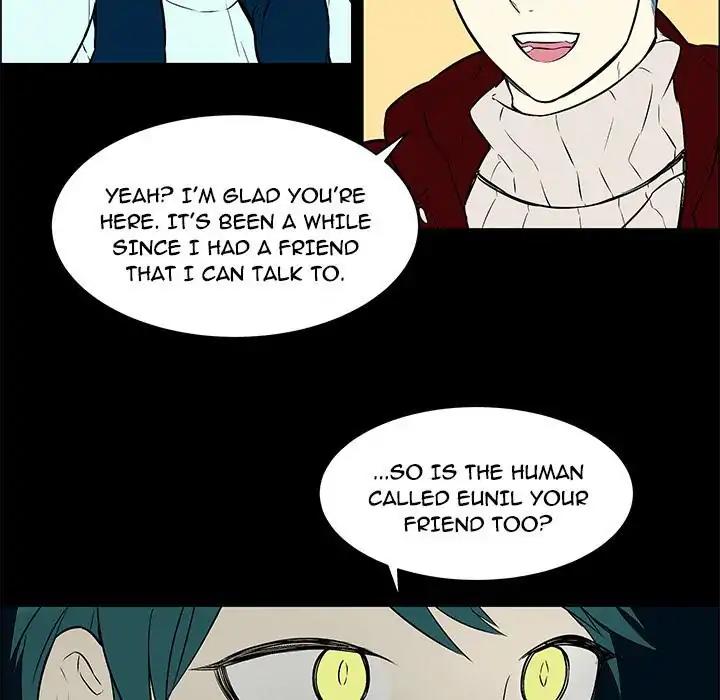 YEAH? I'M GLAD YOU'RE
HERE. IT'S BEEN A WHILE
SINCE I HAD A FRIEND
THAT I CAN TALK TO.
...SO IS THE HUMAN
CALLED EUNIL YOUR
FRIEND TOO?